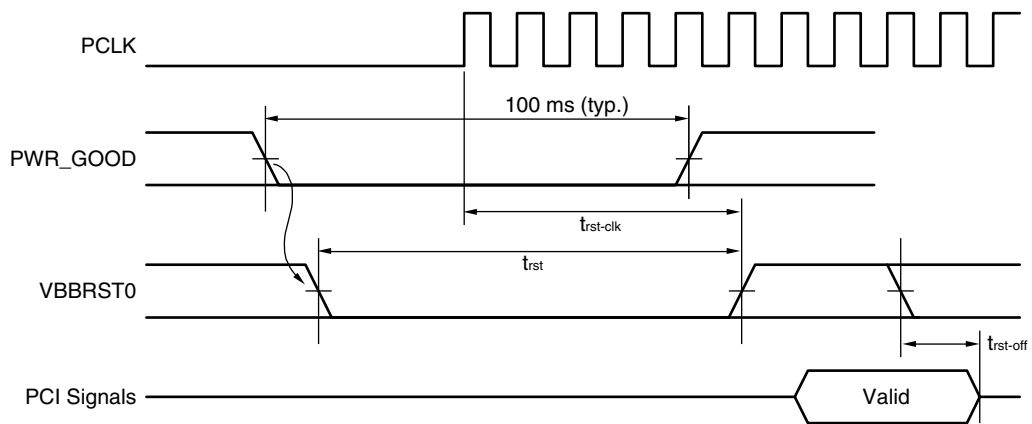 PCLK
100 ms (typ.)
PWR_GOOD
trst-clk
trst
VBBRST0
trst-off
PCI Signals
Valid